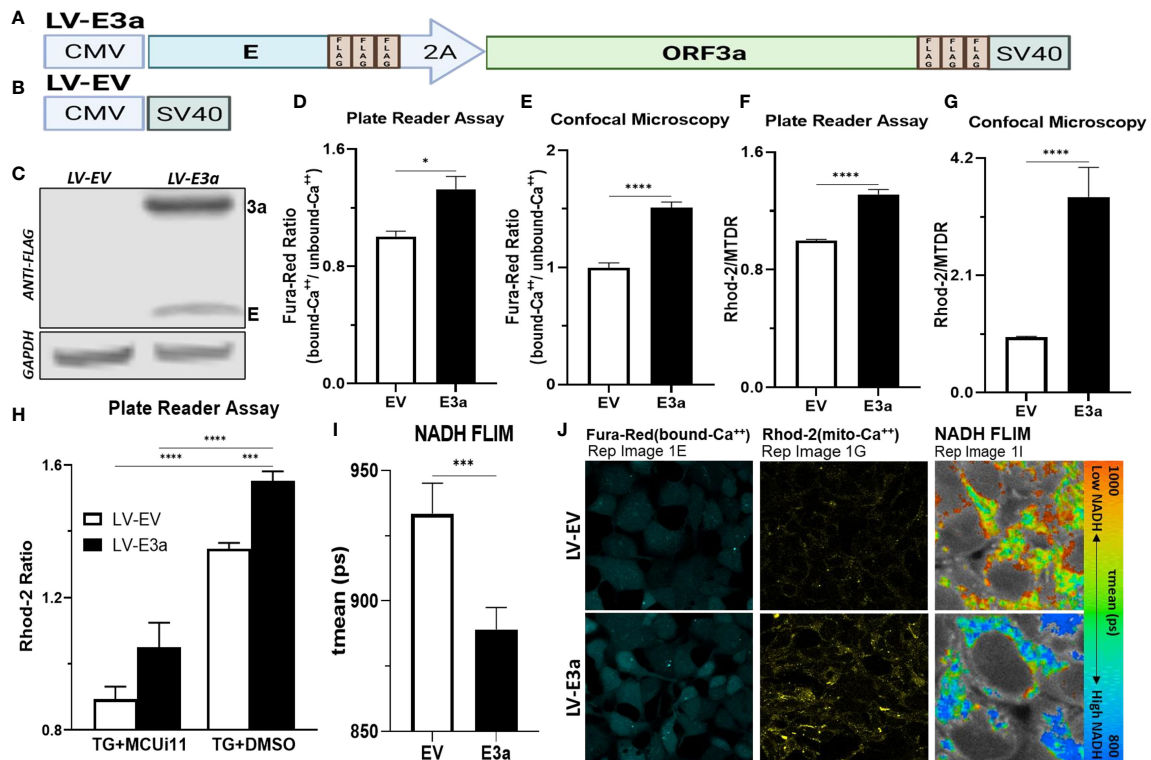 A
LV-E3a
CMV
E
FLAG
FLAG
FLAG
2A
ORF3a
FLAG
FLAG
FLAG
SV40
B
LV-EV
CMV
SV40
C
LV-EV
LV-E3a
ANTI-FLAG
3a
E
GAPDH
D
Plate Reader Assay
Fura-Red Ratio
(bound-Ca⁺⁺/ unbound-Ca⁺⁺)
1.6
0.8
0.0
*
EV
E3a
E
Confocal Microscopy
Fura-Red Ratio
(bound-Ca⁺⁺/ unbound-Ca⁺⁺)
2
1
0
****
EV
E3a
F
Plate Reader Assay
Rhod-2/MTDR
1.6
0.8
0.0
****
EV
E3a
G
Confocal Microscopy
Rhod-2/MTDR
4.2
2.1
0.0
****
EV
E3a
H
Plate Reader Assay
****
****
***
Rhod-2 Ratio
1.6
1.2
0.8
LV-EV
LV-E3a
TG+MCUi11
TG+DMSO
I
NADH FLIM
***
tmean (ps)
950
900
850
EV
E3a
J
Fura-Red(bound-Ca⁺⁺)
Rep Image 1E
Rhod-2(mito-Ca⁺⁺)
Rep Image 1G
NADH FLIM
Rep Image 1I
LV-EV
LV-E3a
1000
Low NADH
τmean (ps)
High NADH
800